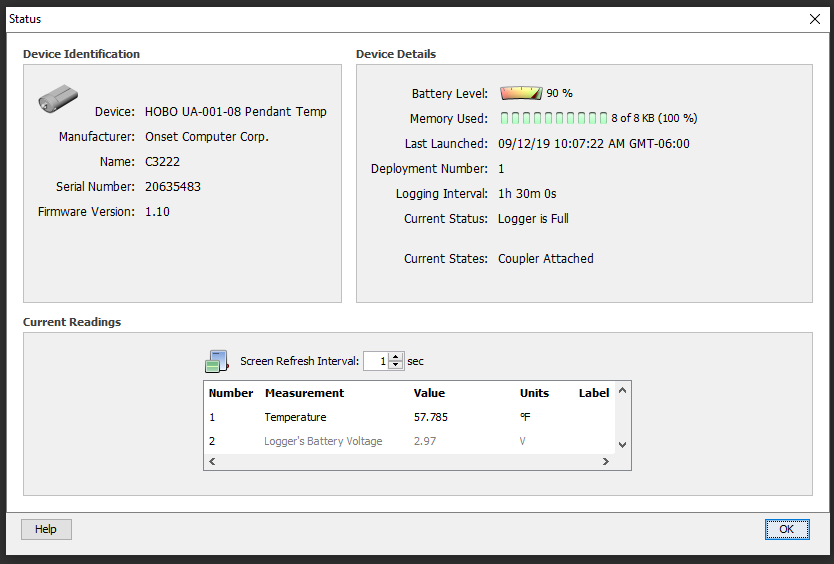 Status
Device Identification
Device: HOBO UA-001-08 Pendant Temp
Manufacturer: Onset Computer Corp.
Name: C3222
Serial Number: 20635483
Firmware Version: 1.10
Device Details
Battery Level: 90 %
Memory Used: 8 of 8 KB (100 %)
Last Launched: 09/12/19 10:07:22 AM GMT-06:00
Deployment Number: 1
Logging Interval: 1h 30m 0s
Current Status: Logger is Full
Current States: Coupler Attached
Current Readings
Screen Refresh Interval: 1 sec
Number Measurement Value Units Label
1 Temperature 57.785 °F
2 Logger's Battery Voltage 2.97 V
Help OK